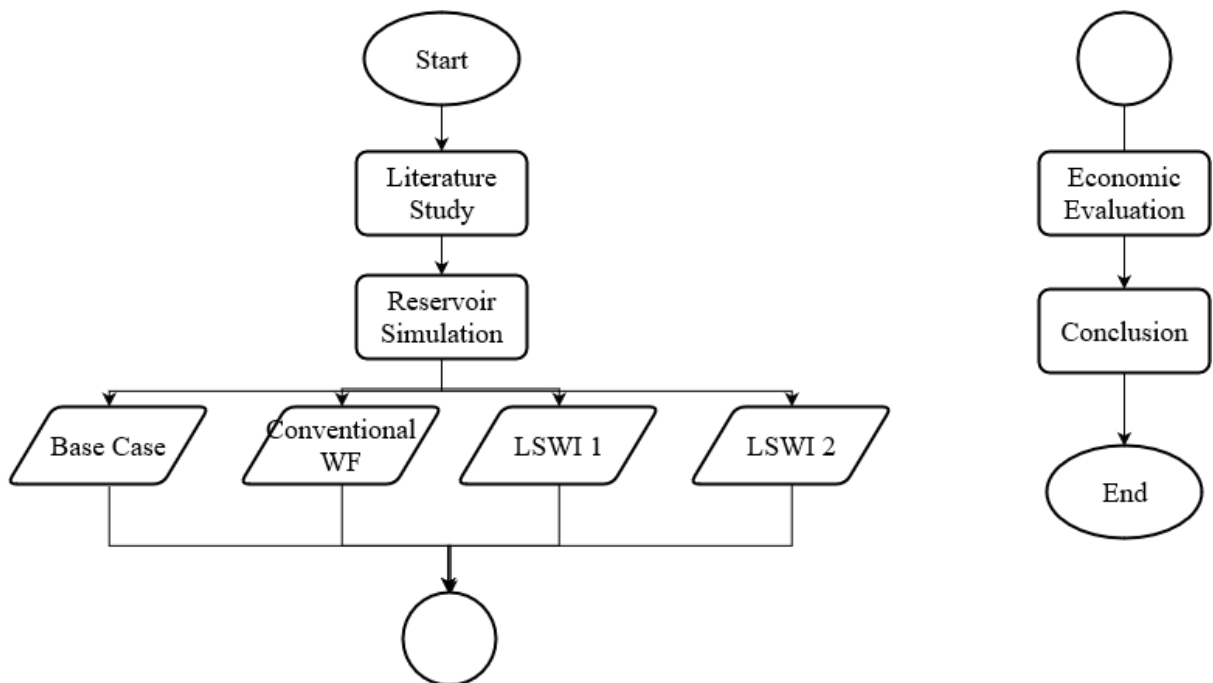 Start
Literature
Study
Reservoir
Simulation
Base Case
Conventional
WF
LSWI 1
LSWI 2
Economic
Evaluation
Conclusion
End